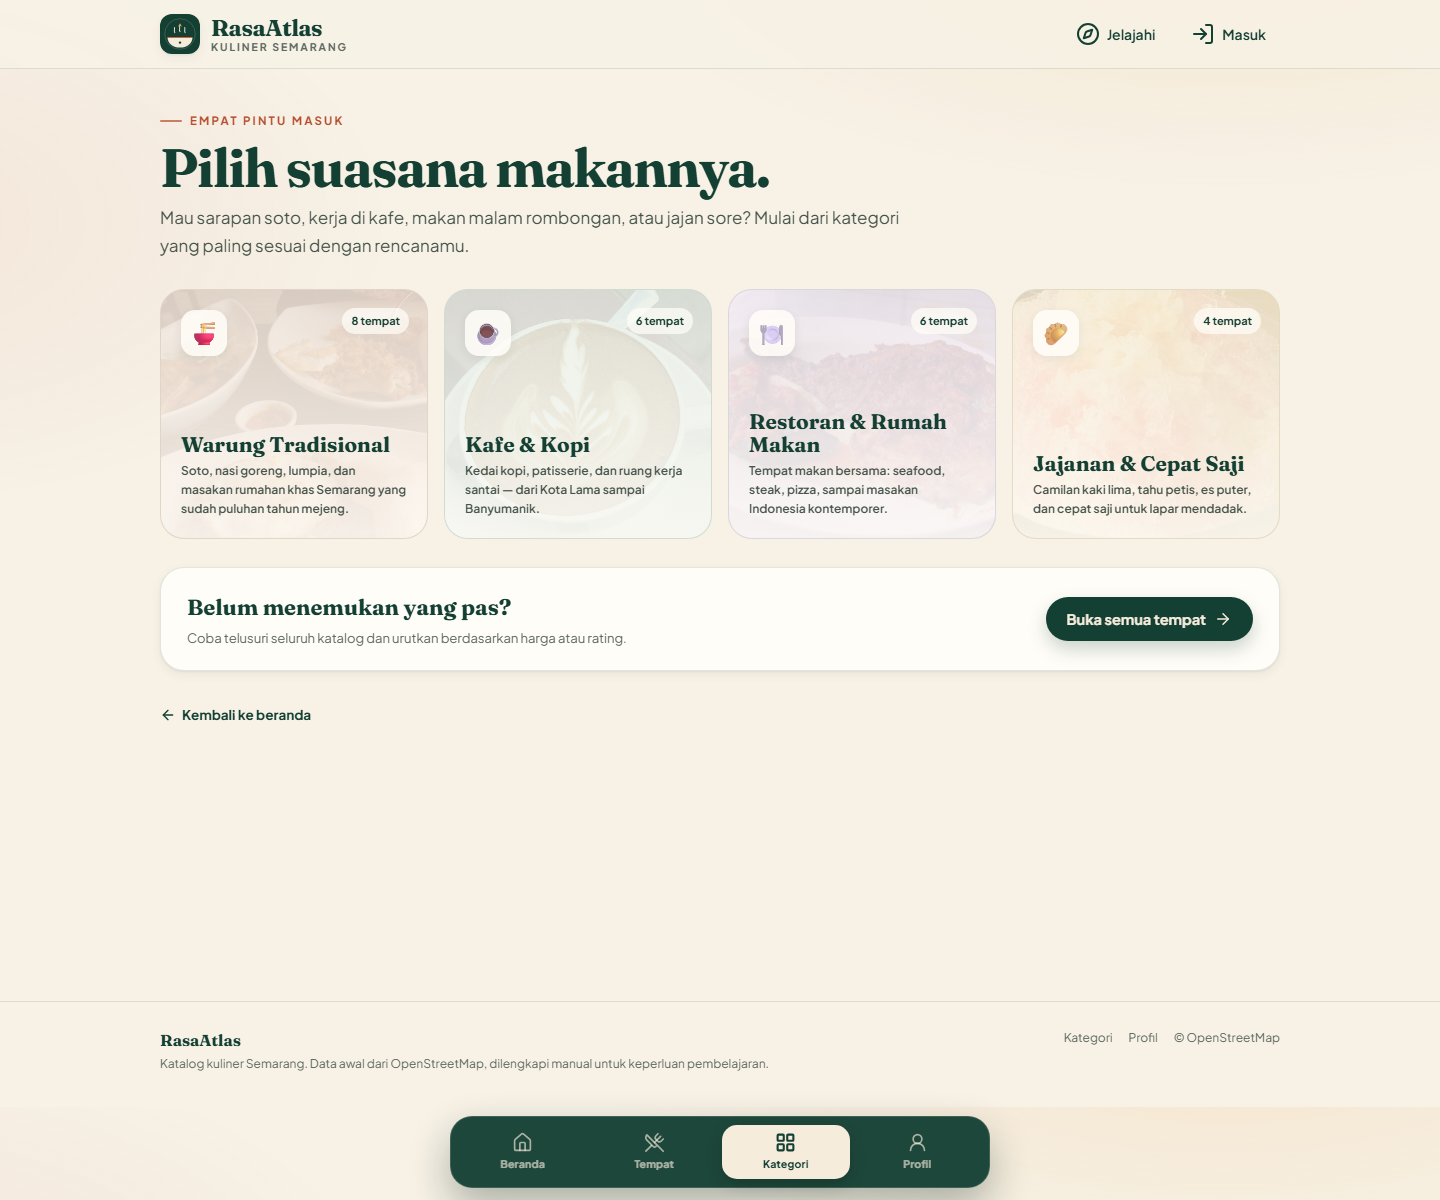 RasaAtlas
KULINER SEMARANG
Jelajahi
Masuk
EMPAT PINTU MASUK
Pilih suasana makannya.
Mau sarapan soto, kerja di kafe, makan malam rombongan, atau jajan sore? Mulai dari kategori
yang paling sesuai dengan rencanamu.
8 tempat
Warung Tradisional
Soto, nasi goreng, lumpia, dan
masakan rumahan khas Semarang yang
sudah puluhan tahun mejeng.
6 tempat
Kafe & Kopi
Kedai kopi, patisserie, dan ruang kerja
santai — dari Kota Lama sampai
Banyumanik.
6 tempat
Restoran & Rumah
Makan
Tempat makan bersama: seafood,
steak, pizza, sampai masakan
Indonesia kontemporer.
4 tempat
Jajanan & Cepat Saji
Camilan kaki lima, tahu petis, es puter,
dan cepat saji untuk lapar mendadak.
Belum menemukan yang pas?
Coba telusuri seluruh katalog dan urutkan berdasarkan harga atau rating.
Buka semua tempat
Kembali ke beranda
RasaAtlas
Katalog kuliner Semarang. Data awal dari OpenStreetMap, dilengkapi manual untuk keperluan pembelajaran.
Kategori
Profil
© OpenStreetMap
Beranda
Tempat
Kategori
Profil